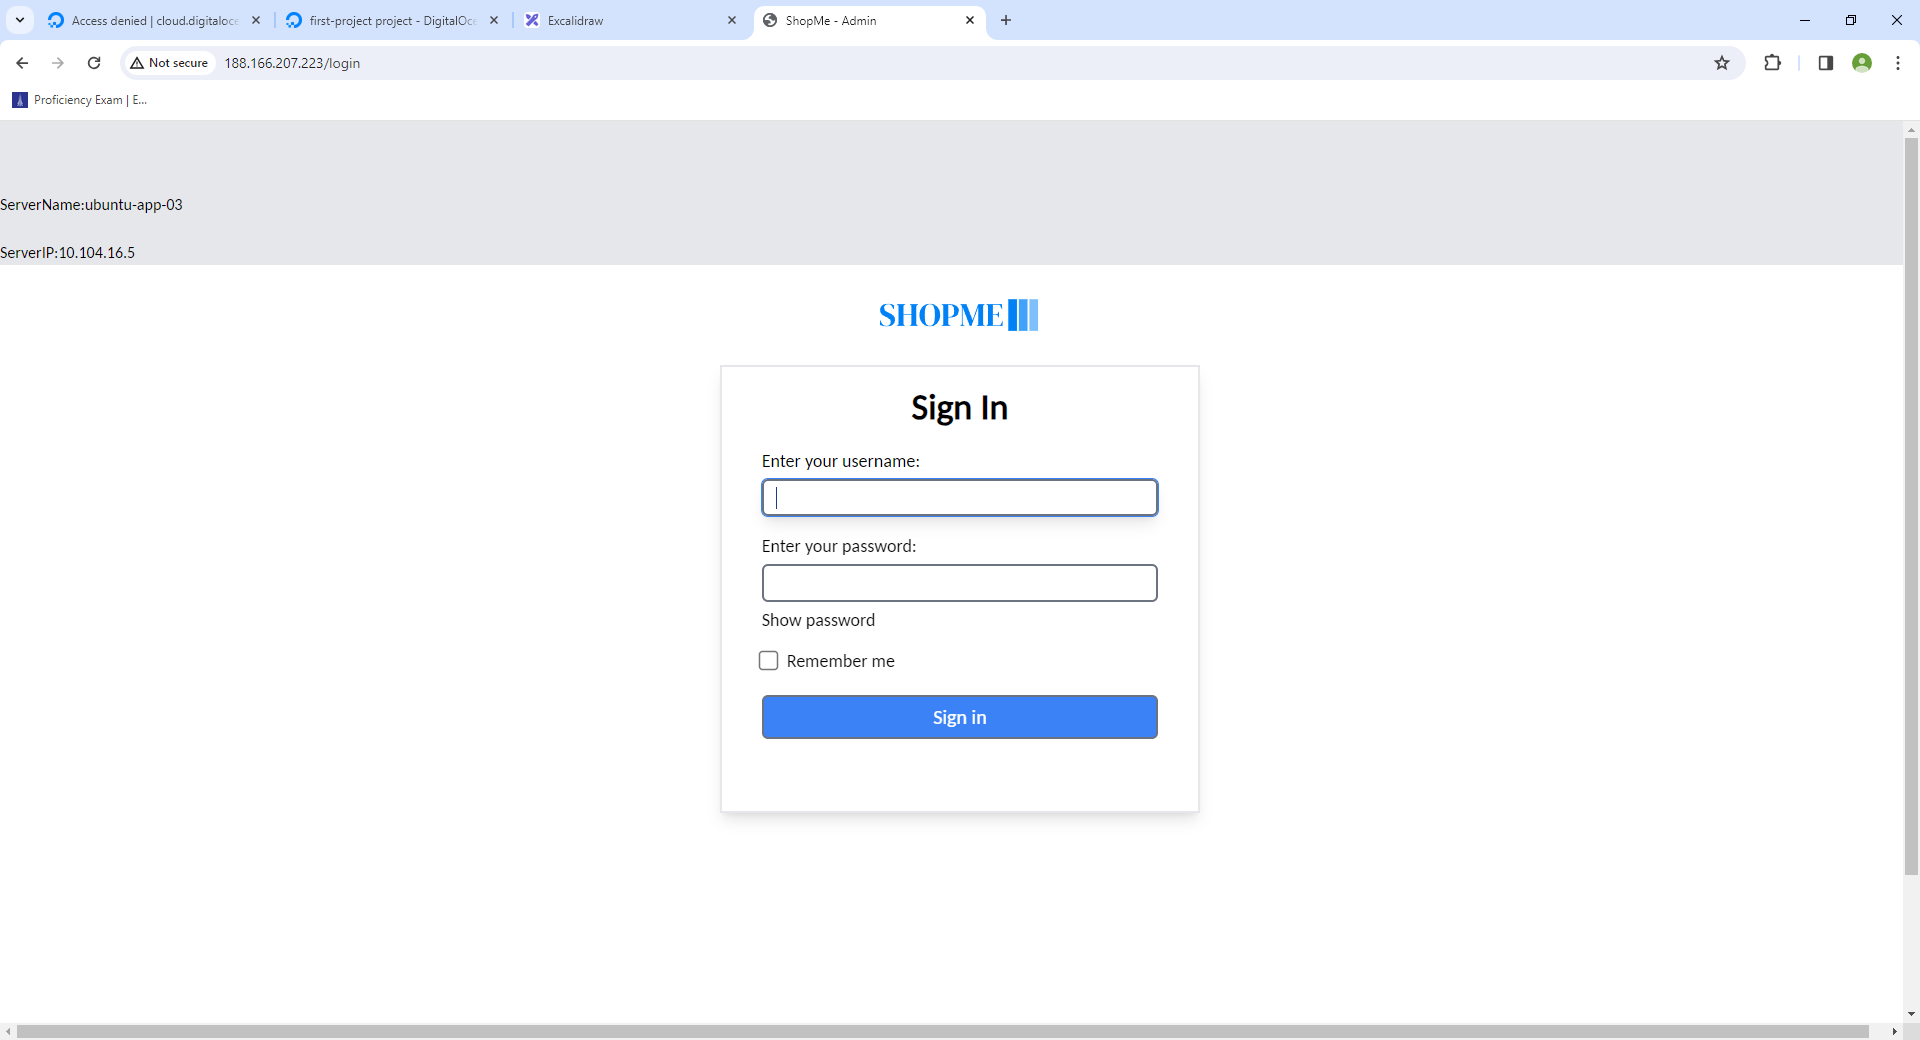 Access denied | cloud.digitaloce
first-project project - DigitalOce
Excalidraw
ShopMe - Admin
Not secure
188.166.207.223/login
Proficiency Exam | E...
ServerName:ubuntu-app-03
ServerIP:10.104.16.5
SHOPME
Sign In
Enter your username:
Enter your password:
Show password
Remember me
Sign in